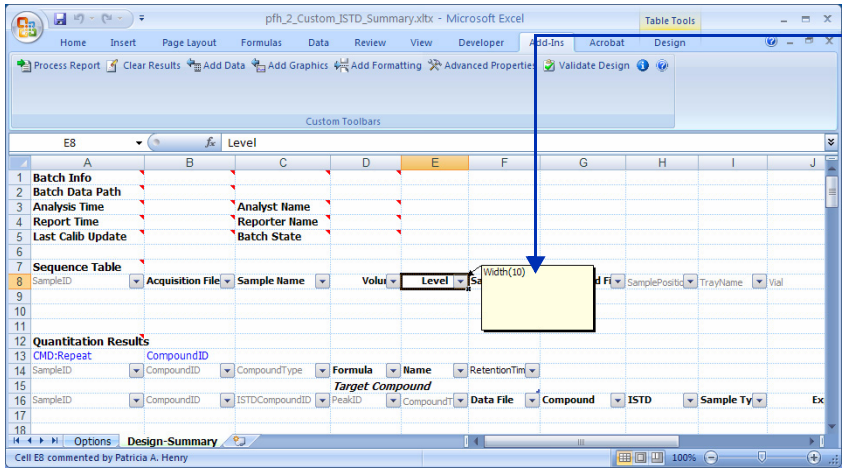 pfh_2_Custom_ISTD_Summary.xltx - Microsoft Excel Table Tools
Home Insert Page Layout Formulas Data Review View Developer Add-Ins Acrobat Design
Process Report Clear Results Add Data Add Graphics Add Formatting Advanced Properties Validate Design
Custom Toolbars
E8 fx Level
A B C D E F G H I J
1 Batch Info
2 Batch Data Path
3 Analysis Time Analyst Name
4 Report Time Reporter Name
5 Last Calib Update Batch State
6
7 Sequence Table
Width(10)
8 SampleID Acquisition File Sample Name Volu Level Sa d Fi SamplePositio TrayName Vial
9
10
11
12 Quantitation Results
13 CMD:Repeat CompoundID
14 SampleID CompoundID CompoundType Formula Name RetentionTim
15 Target Compound
16 SampleID CompoundID ISTDCompoundID PeakID CompoundT Data File Compound ISTD Sample Ty Ex
17
18
Options Design-Summary
Cell E8 commented by Patricia A. Henry 100%